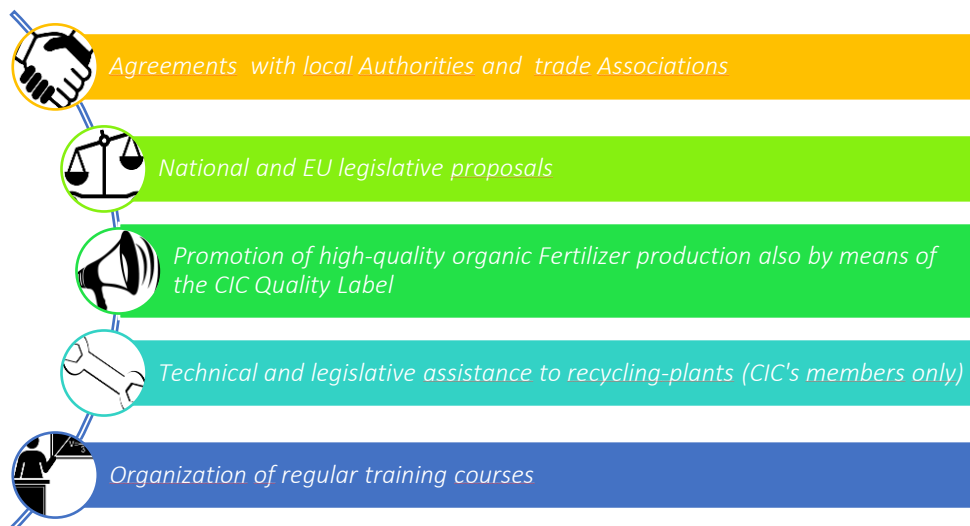 Agreements with local Authorities and trade Associations
National and EU legislative proposals
Promotion of high-quality organic Fertilizer production also by means of
the CIC Quality Label
Technical and legislative assistance to recycling-plants (CIC's members only)
Organization of regular training courses